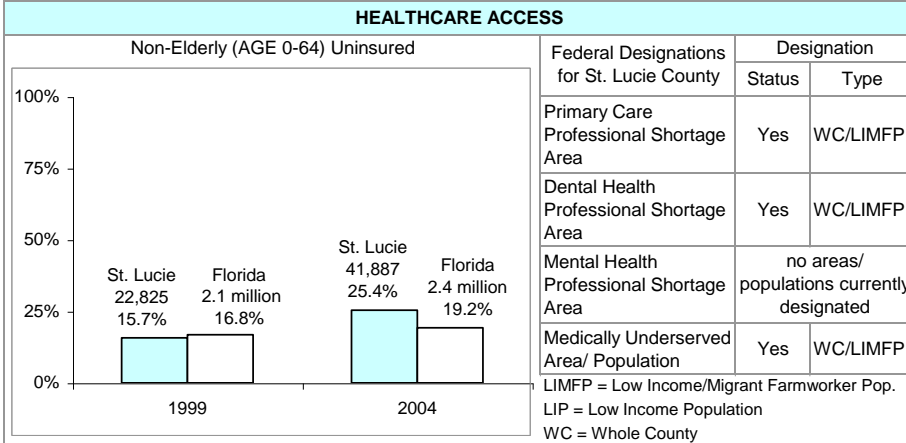 HEALTHCARE ACCESS
Non-Elderly (AGE 0-64) Uninsured
100%
75%
50%
25%
0%
St. Lucie
22,825
15.7%
Florida
2.1 million
16.8%
St. Lucie
41,887
25.4%
Florida
2.4 million
19.2%
1999
2004
Federal Designations
for St. Lucie County
Designation
Status
Type
Primary Care
Professional Shortage
Area
Yes
WC/LIMFP
Dental Health
Professional Shortage
Area
Yes
WC/LIMFP
Mental Health
Professional Shortage
Area
no areas/
populations currently
designated
Medically Underserved
Area/ Population
Yes
WC/LIMFP
LIMFP = Low Income/Migrant Farmworker Pop.
LIP = Low Income Population
WC = Whole County